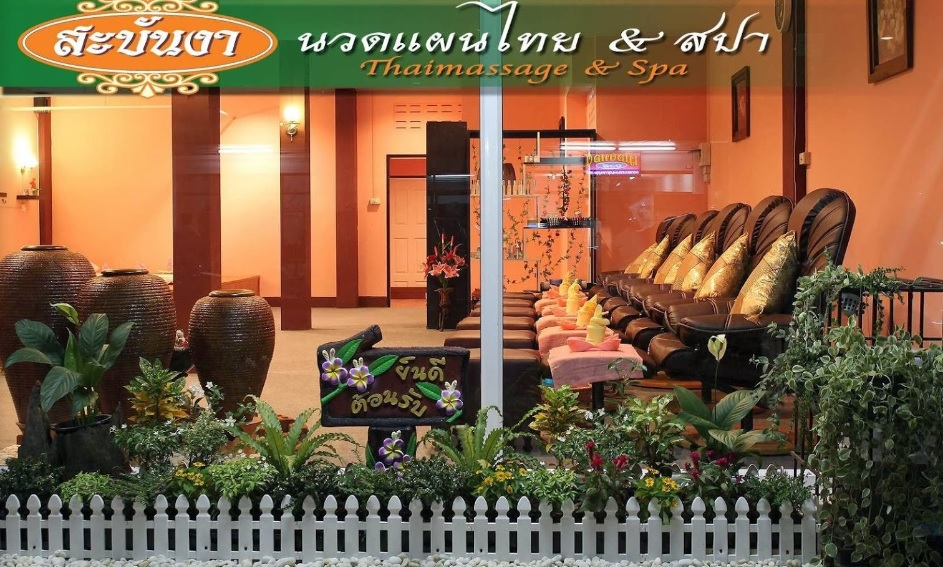 สะบันงา นวดแผนไทย & สปา
Thaimassage & Spa
ยินดี
ต้อนรับ